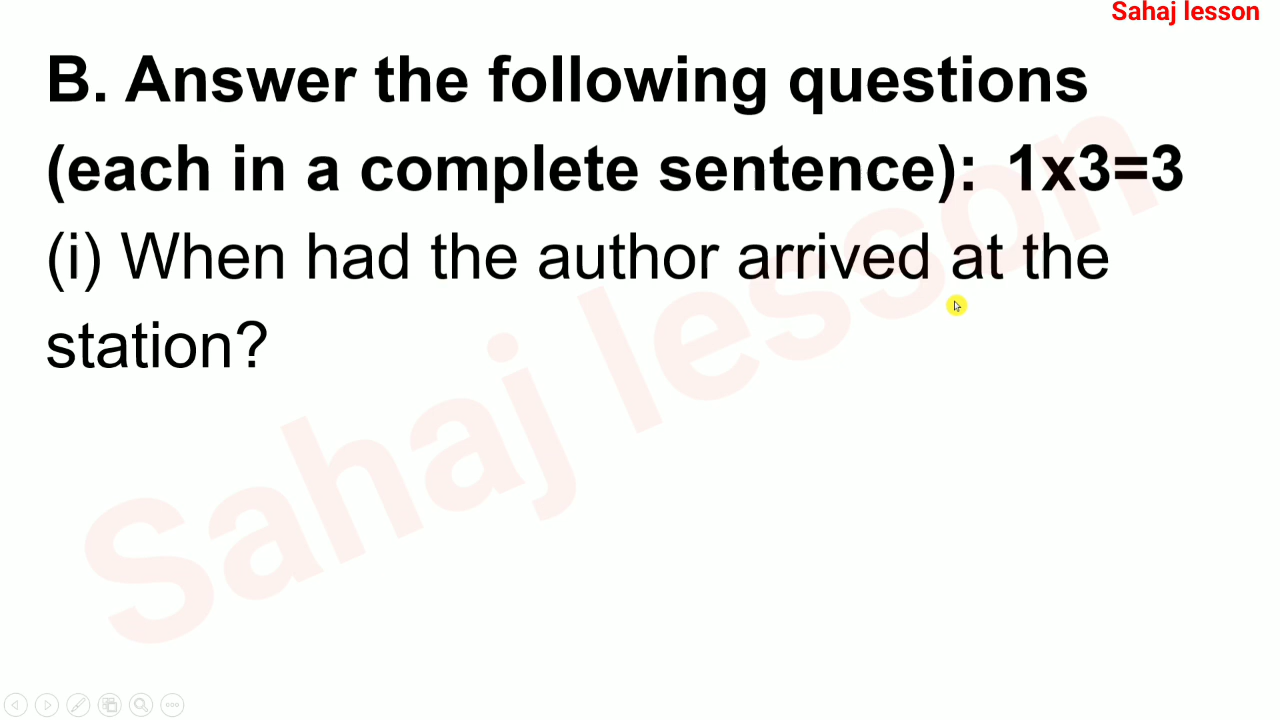 Sahaj lesson
B. Answer the following questions
(each in a complete sentence): 1x3=3
(i) When had the author arrived at the
station?
Sahaj lesson